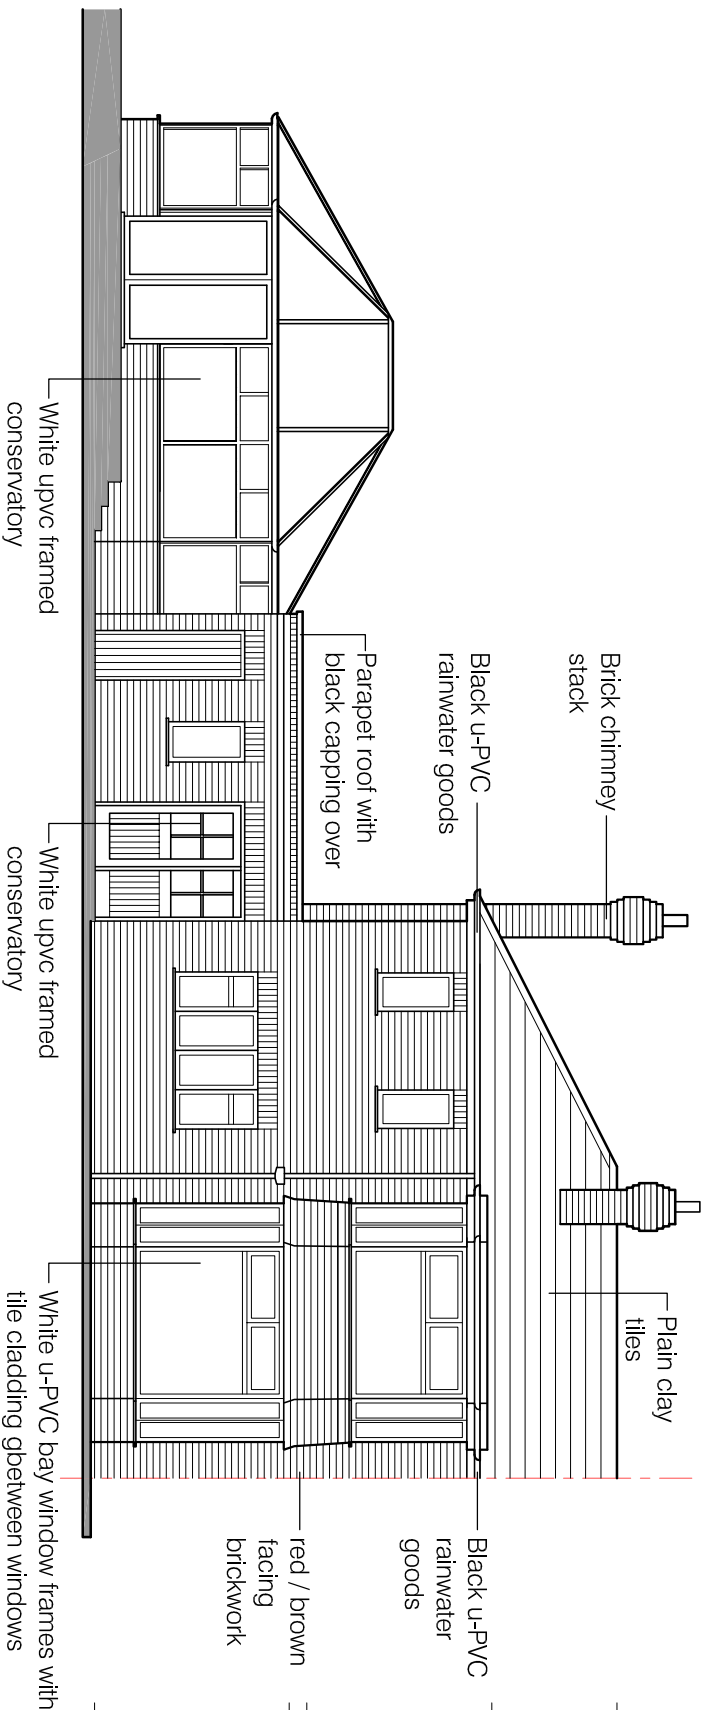 Brick chimney
stack
Plain clay
tiles
Black u-PVC
rainwater goods
Black u-PVC
rainwater
goods
Parapet roof with
black capping over
red / brown
facing
brickwork
White upvc framed
conservatory
White upvc framed
conservatory
White u-PVC bay window frames with
tile cladding gbetween windows